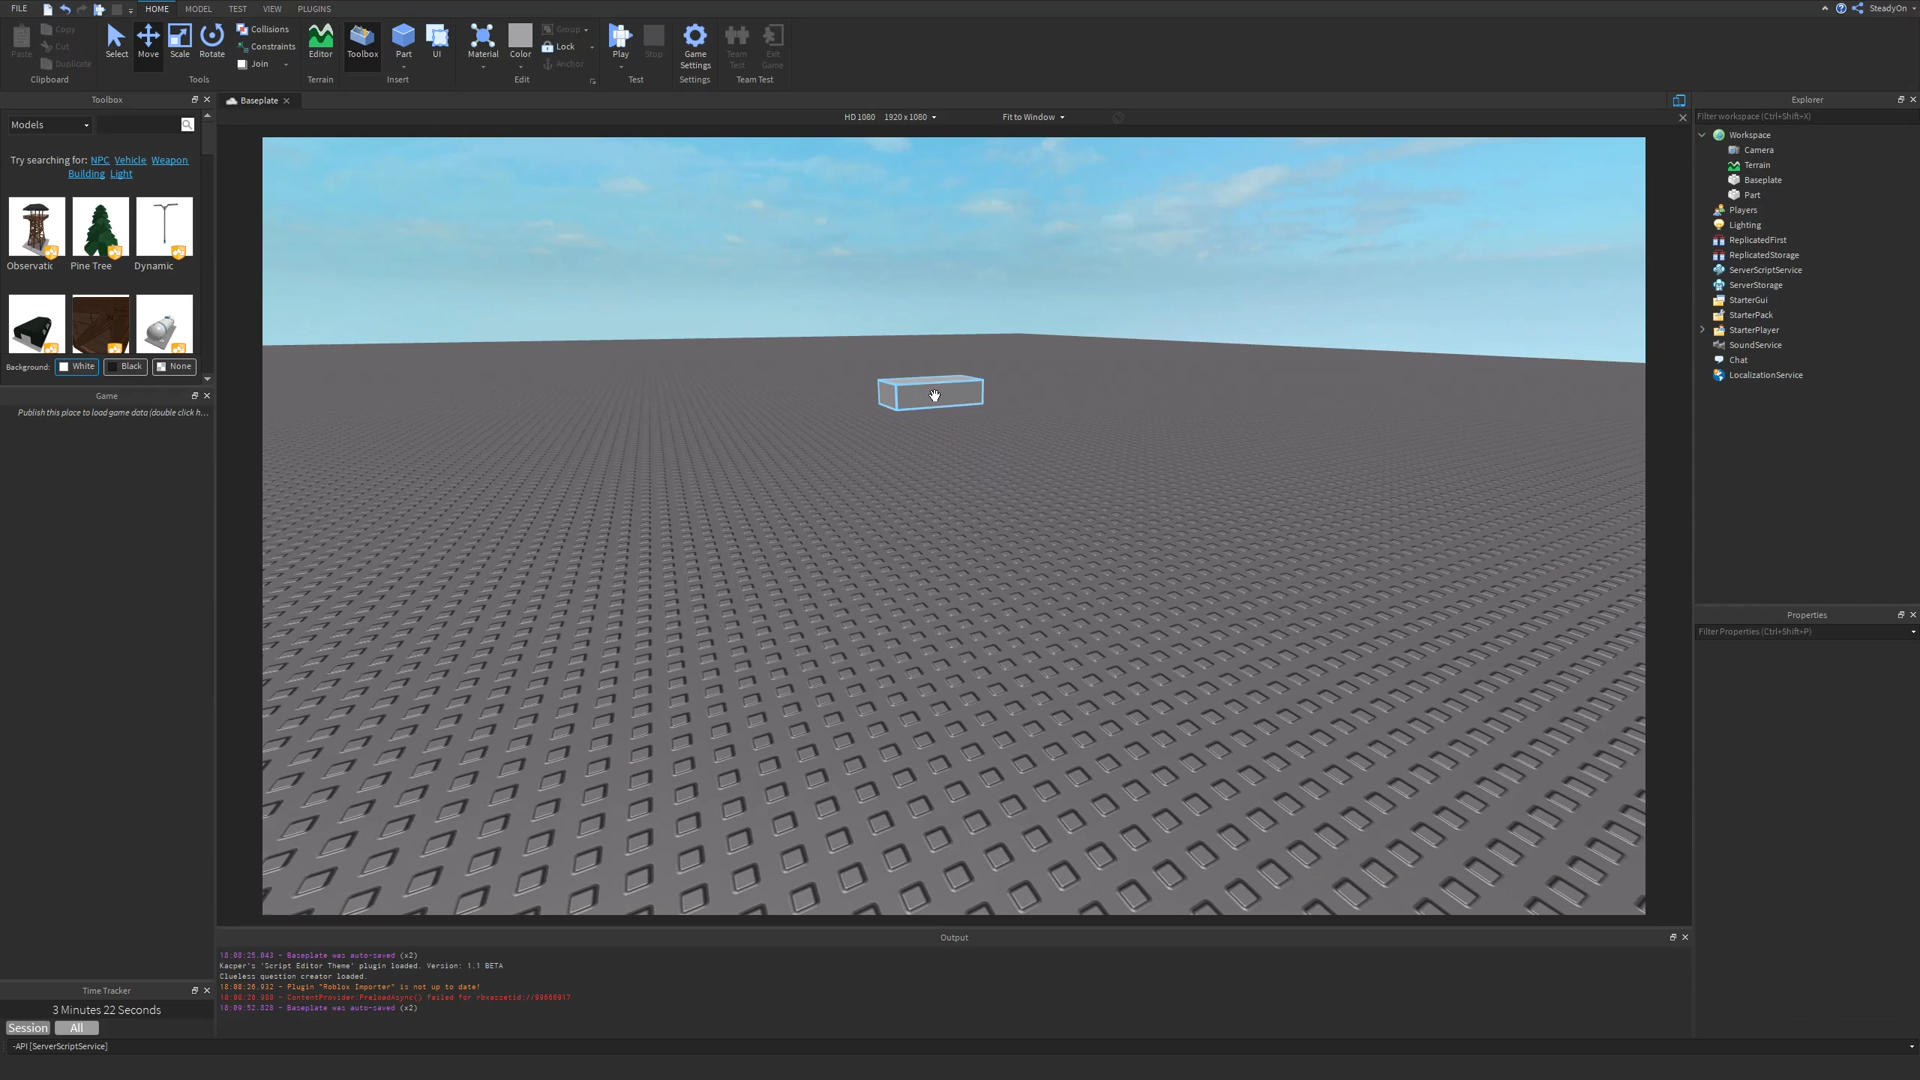 FILE HOME MODEL TEST VIEW PLUGINS SteadyOn
Copy Collisions Group
Cut Constraints Lock
Paste Duplicate Select Move Scale Rotate Join Editor Toolbox Part UI Material Color Anchor Play Stop Game Settings Team Test Exit Game
Clipboard Tools Terrain Insert Edit Test Settings Team Test
Toolbox
Models
Try searching for: NPC Vehicle Weapon
Building Light
Observatic Pine Tree Dynamic
Background: White Black None
Game
Publish this place to load game data (double click h...
Time Tracker
3 Minutes 22 Seconds
Session All
-API [ServerScriptService]
Baseplate
HD 1080 1920 x 1080 Fit to Window
Output
18:08:25.043 - Baseplate was auto-saved (x2)
Kacper's 'Script Editor Theme' plugin loaded. Version: 1.1 BETA
Clueless question creator loaded.
18:08:26.932 - Plugin "Roblox Importer" is not up to date!
18:08:26.988 - ContentProvider:PreloadAsync() failed for rbxassetid://99666917
18:09:52.828 - Baseplate was auto-saved (x2)
Explorer
Filter workspace (Ctrl+Shift+X)
Workspace
Camera
Terrain
Baseplate
Part
Players
Lighting
ReplicatedFirst
ReplicatedStorage
ServerScriptService
ServerStorage
StarterGui
StarterPack
StarterPlayer
SoundService
Chat
LocalizationService
Properties
Filter Properties (Ctrl+Shift+P)